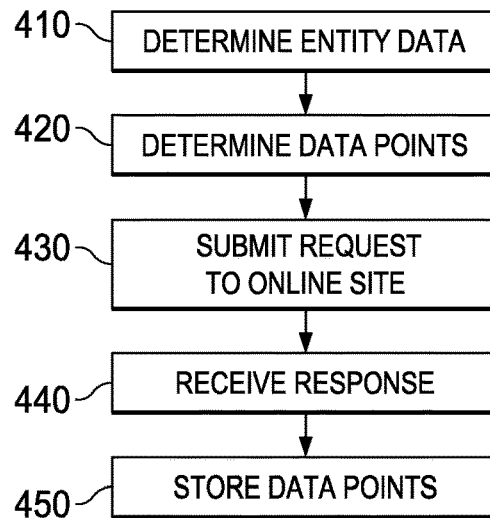 410
DETERMINE ENTITY DATA
420
DETERMINE DATA POINTS
430
SUBMIT REQUEST
TO ONLINE SITE
440
RECEIVE RESPONSE
450
STORE DATA POINTS